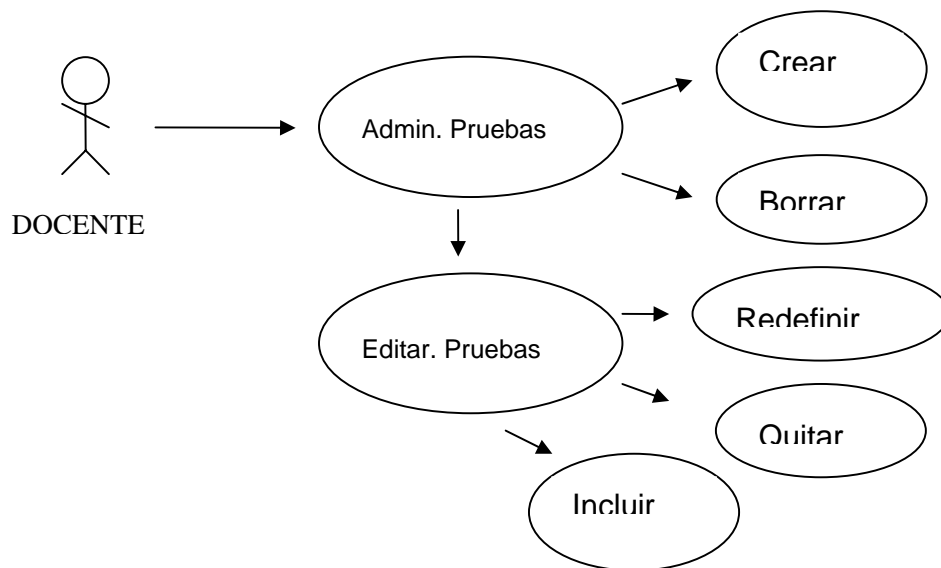 Crear
Admin. Pruebas
Borrar
DOCENTE
Redefinir
Editar. Pruebas
Quitar
Incluir